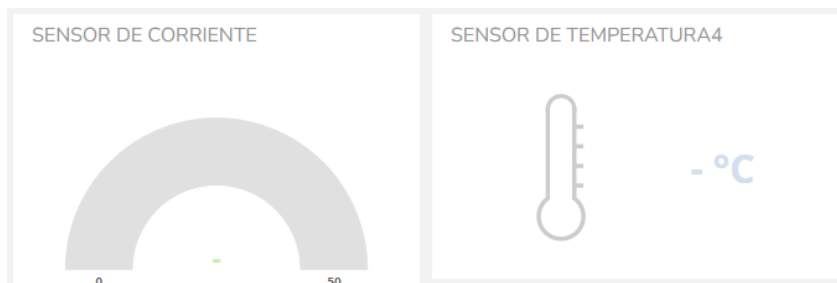 SENSOR DE CORRIENTE
-
0 50
SENSOR DE TEMPERATURA4
- °C